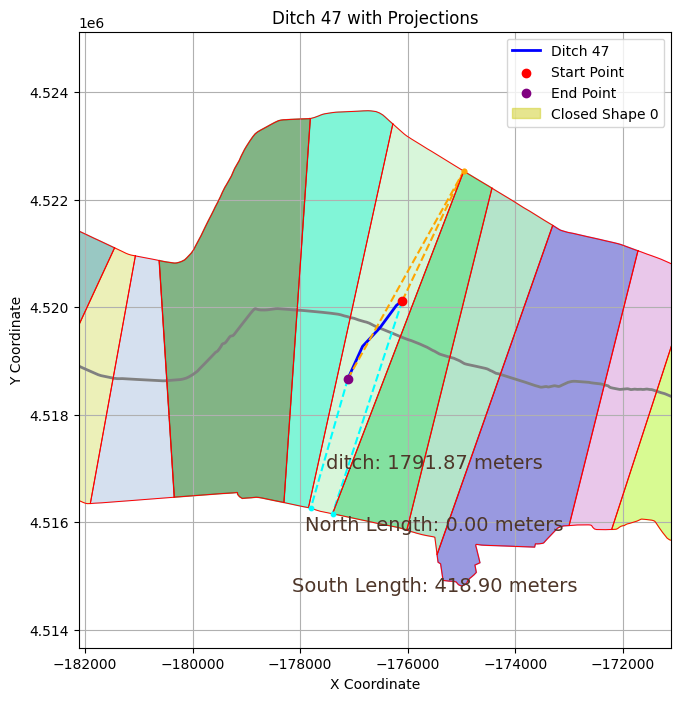 Ditch 47 with Projections
1e6
Ditch 47
Start Point
End Point
Closed Shape 0
4.524
4.522
4.520
4.518
4.516
4.514
Y Coordinate
ditch: 1791.87 meters
North Length: 0.00 meters
South Length: 418.90 meters
−182000
−180000
−178000
−176000
−174000
−172000
X Coordinate